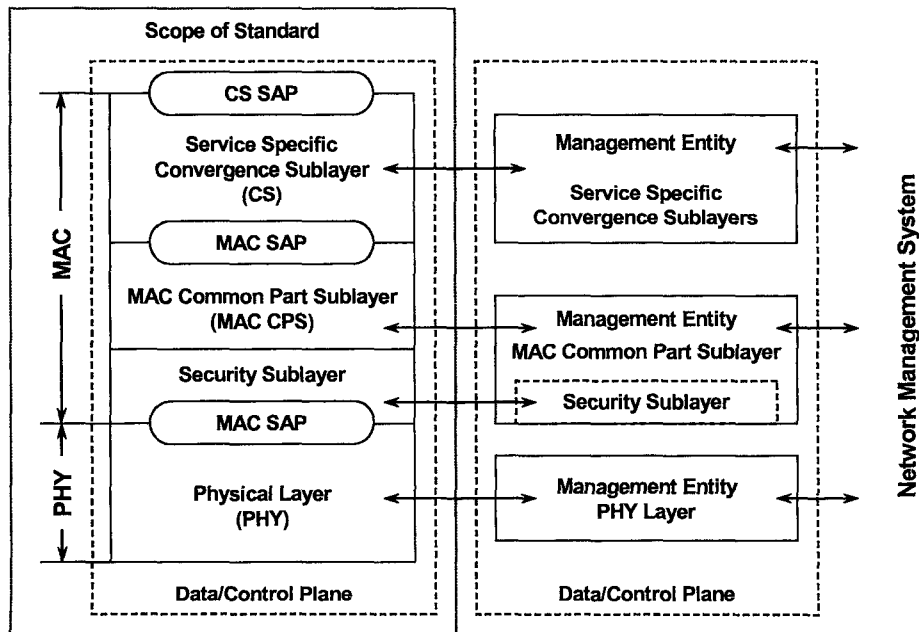 Scope of Standard
CS SAP
Service Specific
Convergence Sublayer
(CS)
MAC SAP
MAC Common Part Sublayer
(MAC CPS)
Security Sublayer
MAC SAP
Physical Layer
(PHY)
Data/Control Plane
MAC
PHY
Management Entity
Service Specific
Convergence Sublayers
Management Entity
MAC Common Part Sublayer
Security Sublayer
Management Entity
PHY Layer
Data/Control Plane
Network Management System